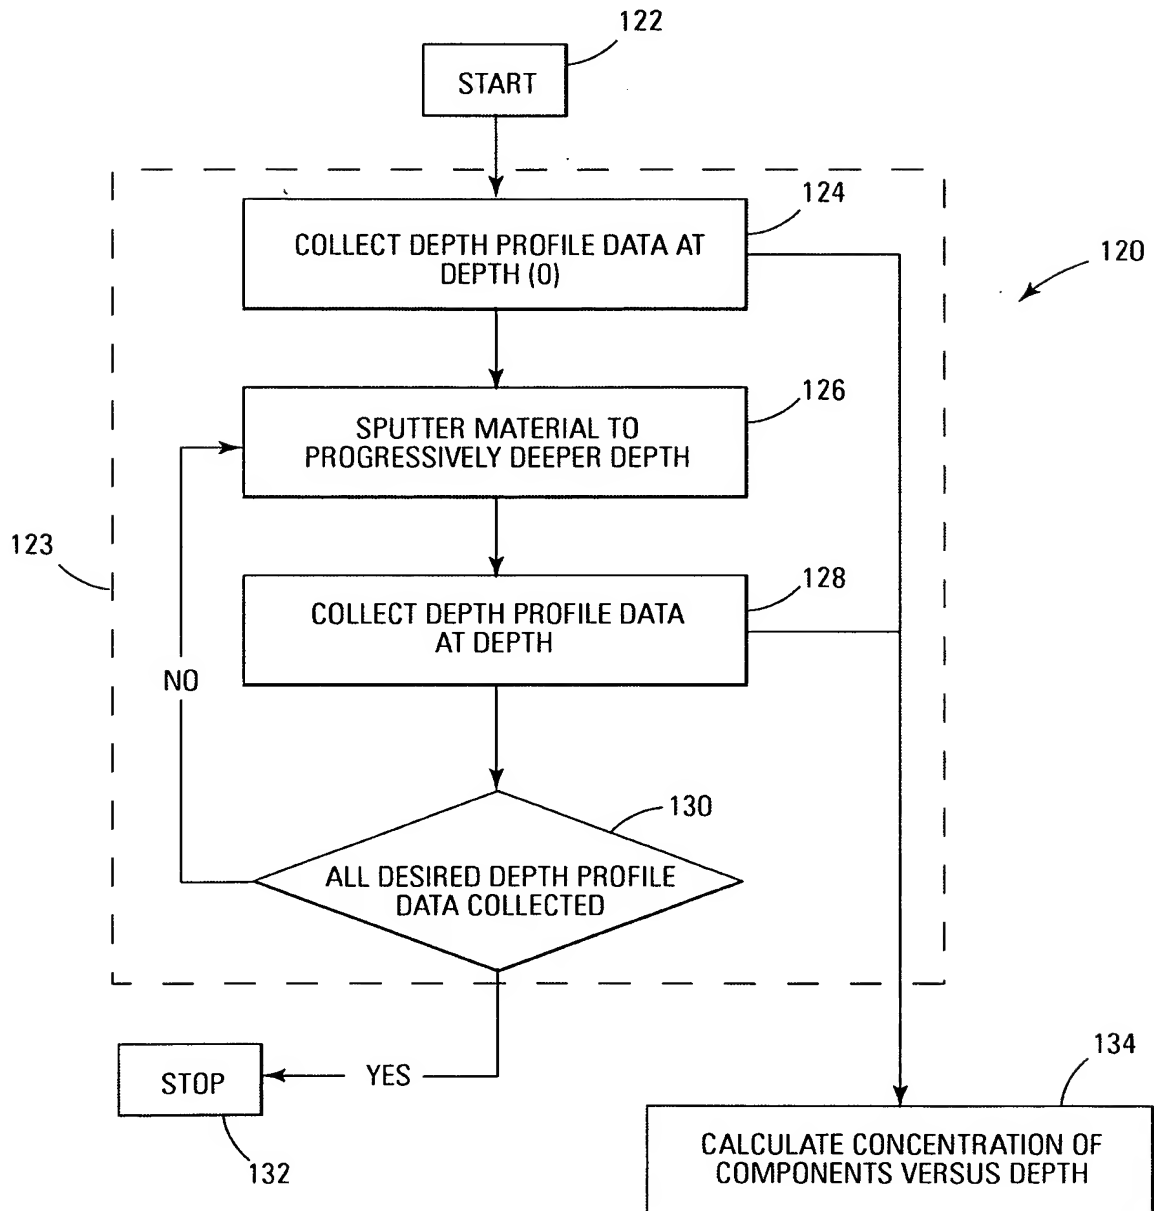 122
START
124
COLLECT DEPTH PROFILE DATA AT
DEPTH (0)
120
126
SPUTTER MATERIAL TO
PROGRESSIVELY DEEPER DEPTH
123
128
COLLECT DEPTH PROFILE DATA
AT DEPTH
NO
130
ALL DESIRED DEPTH PROFILE
DATA COLLECTED
134
STOP
YES
132
CALCULATE CONCENTRATION OF
COMPONENTS VERSUS DEPTH